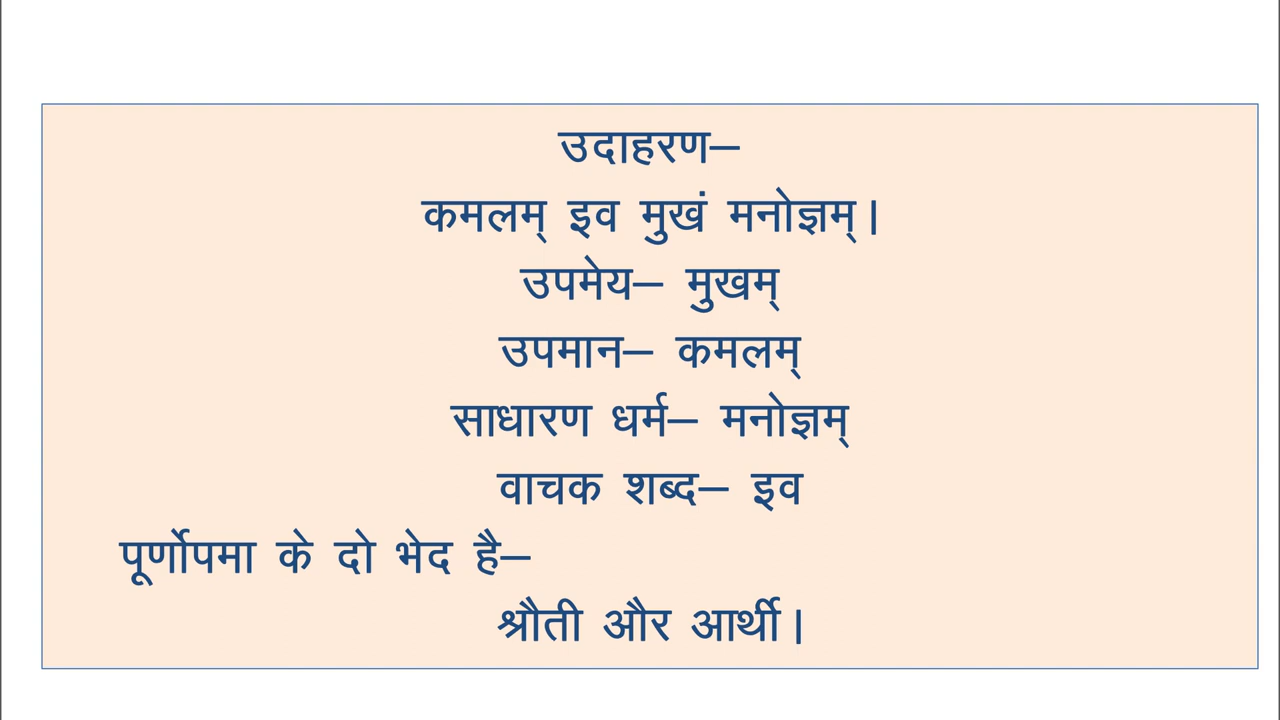 उदाहरण–
कमलम् इव मुखं मनोज्ञम्।
उपमेय– मुखम्
उपमान– कमलम्
साधारण धर्म– मनोज्ञम्
वाचक शब्द– इव
पूर्णोपमा के दो भेद है–
श्रौती और आर्थी।